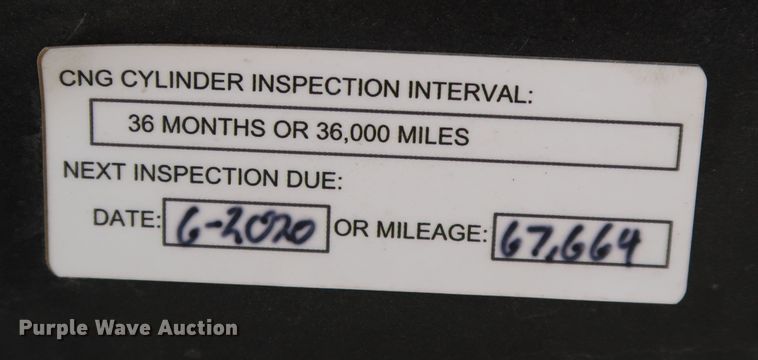 CNG CYLINDER INSPECTION INTERVAL:
36 MONTHS OR 36,000 MILES
NEXT INSPECTION DUE:
DATE: 6-2020 OR MILEAGE: 67,664
Purple Wave Auction